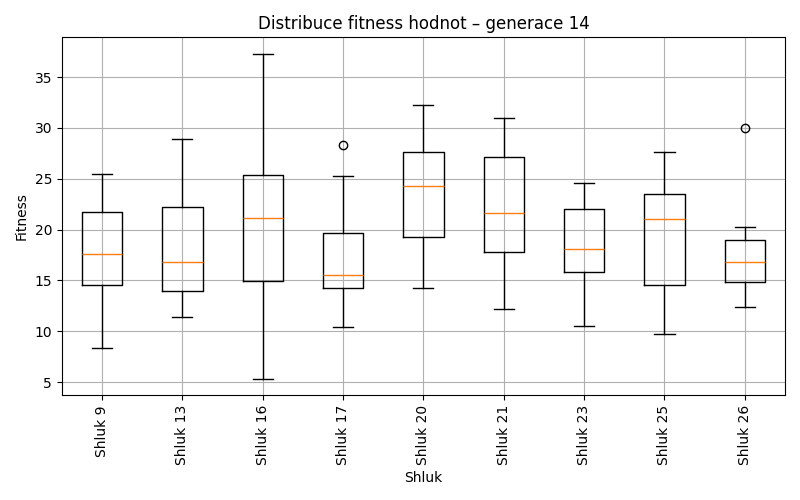 Distribuce fitness hodnot – generace 14
Fitness
35
30
25
20
15
10
5
Shluk 9
Shluk 13
Shluk 16
Shluk 17
Shluk 20
Shluk 21
Shluk 23
Shluk 25
Shluk 26
Shluk